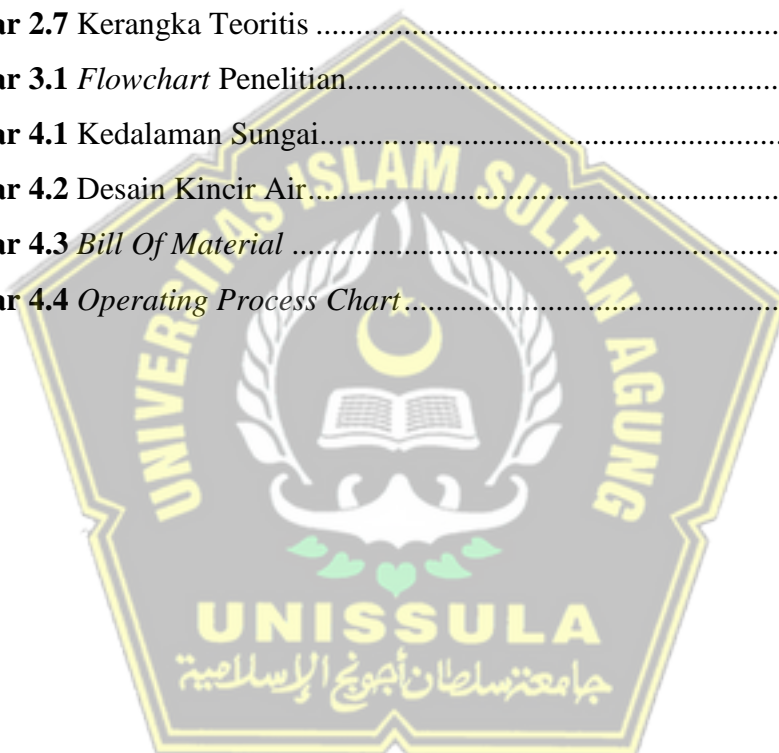 ar 2.7 Kerangka Teoritis ........................................................
ar 3.1 Flowchart Penelitian........................................................
ar 4.1 Kedalaman Sungai........................................................
ar 4.2 Desain Kincir Air........................................................
ar 4.3 Bill Of Material ........................................................
ar 4.4 Operating Process Chart........................................................
UNIVERSITAS ISLAM SULTAN AGUNG
UNISSULA
جامعتنسلطان أجونج الإسلامية